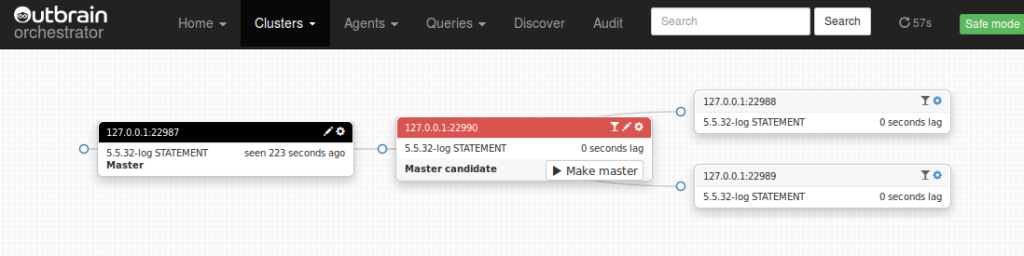 Outbrain
orchestrator
Home
Clusters
Agents
Queries
Discover
Audit
Search
Search
57s
Safe mode
127.0.0.1:22987
5.5.32-log STATEMENT
seen 223 seconds ago
Master
127.0.0.1:22990
5.5.32-log STATEMENT
0 seconds lag
Master candidate
Make master
127.0.0.1:22988
5.5.32-log STATEMENT
0 seconds lag
127.0.0.1:22989
5.5.32-log STATEMENT
0 seconds lag